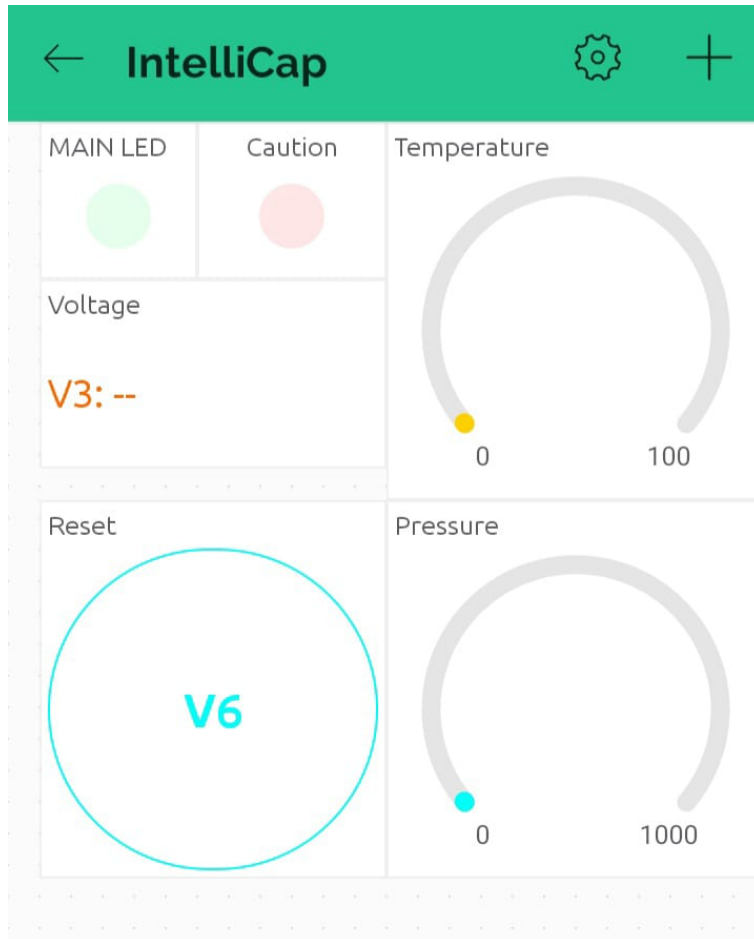 IntelliCap
MAIN LED
Caution
Temperature
Voltage
V3: --
0
100
Reset
V6
Pressure
0
1000